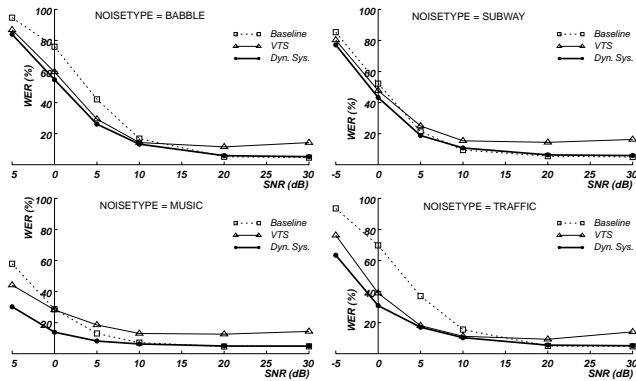 NOISETYPE = BABBLE
100
80
60
40
20
WER (%)
Baseline
VTS
Dyn. Sys.
5 0 5 10 20 30
SNR (dB)
NOISETYPE = SUBWAY
100
80
60
40
20
WER (%)
Baseline
VTS
Dyn. Sys.
-5 0 5 10 20 30
SNR (dB)
NOISETYPE = MUSIC
100
80
60
40
20
WER (%)
Baseline
VTS
Dyn. Sys.
5 0 5 10 20 30
SNR (dB)
NOISETYPE = TRAFFIC
100
80
60
40
20
WER (%)
Baseline
VTS
Dyn. Sys.
-5 0 5 10 20 30
SNR (dB)